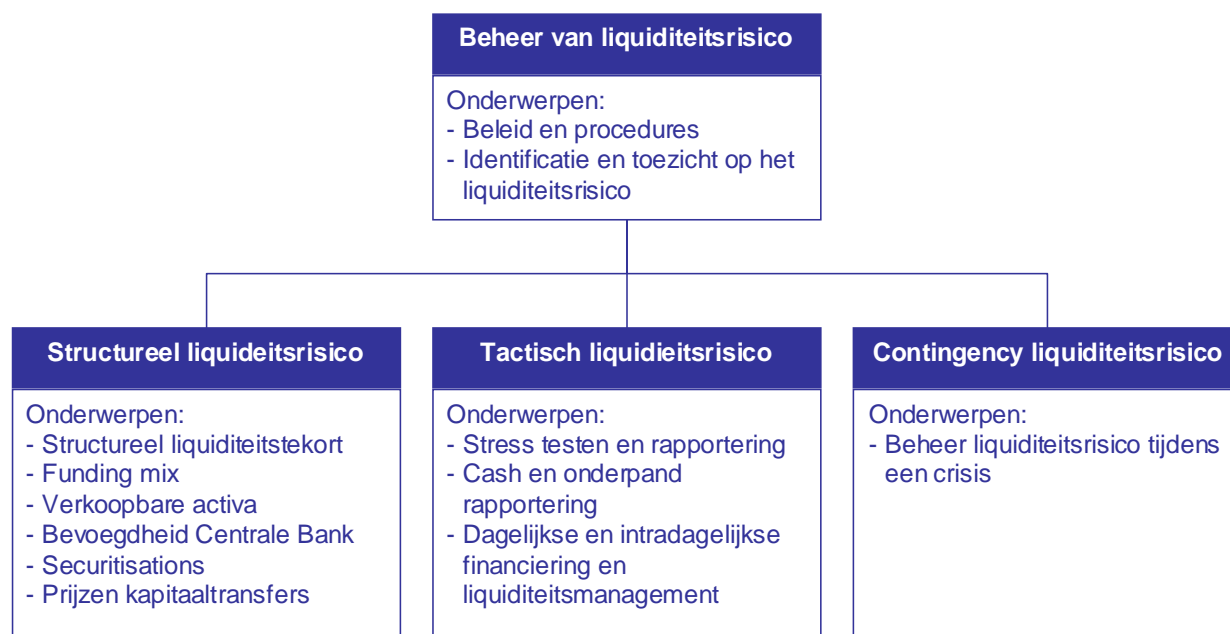 Beheer van liquiditeitsrisico
Onderwerpen:
- Beleid en procedures
- Identificatie en toezicht op het
liquiditeitsrisico
Structureel liquideitsrisico
Onderwerpen:
- Structureel liquiditeitstekort
- Funding mix
- Verkoopbare activa
- Bevoegdheid Centrale Bank
- Securitisations
- Prijzen kapitaaltransfers
Tactisch liquidieitsrisico
Onderwerpen:
- Stress testen en rapportering
- Cash en onderpand
rapportering
- Dagelijkse en intradagelijkse
financiering en
liquiditeitsmanagement
Contingency liquiditeitsrisico
Onderwerpen:
- Beheer liquiditeitsrisico tijdens
een crisis